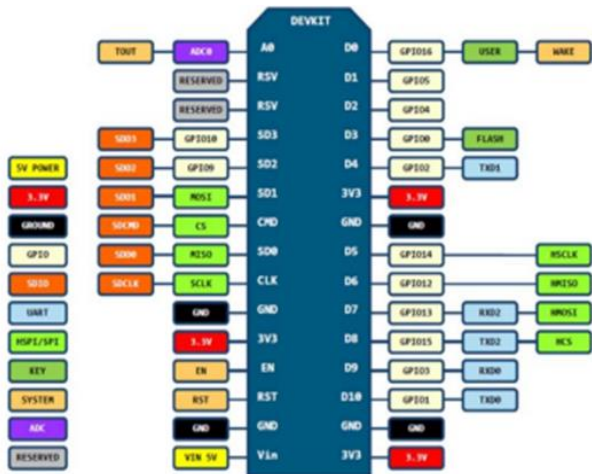 DEVKIT
TOUT ADC0 A0 D0 GPIO16 USER WAKE
RESERVED RSV D1 GPIO5
RESERVED RSV D2 GPIO4
SDD3 GPIO10 SD3 D3 GPIO0 FLASH
5V POWER SDD2 GPIO9 SD2 D4 GPIO2 TXD1
3.3V SDD1 MOSI SD1 3V3 3.3V
GROUND SDCMD CS CMD GND GND
GPIO SDD0 MISO SD0 D5 GPIO14 HSCLK
SDIO SDCLK SCLK CLK D6 GPIO12 HMISO
UART GND GND D7 GPIO13 RXD2 HMOSI
HSPI/SPI 3.3V 3V3 D8 GPIO15 TXD2 HCS
KEY EN EN D9 GPIO3 RXD0
SYSTEM RST RST D10 GPIO1 TXD0
ADC GND GND GND GND
RESERVED VIN 5V Vin 3V3 3.3V